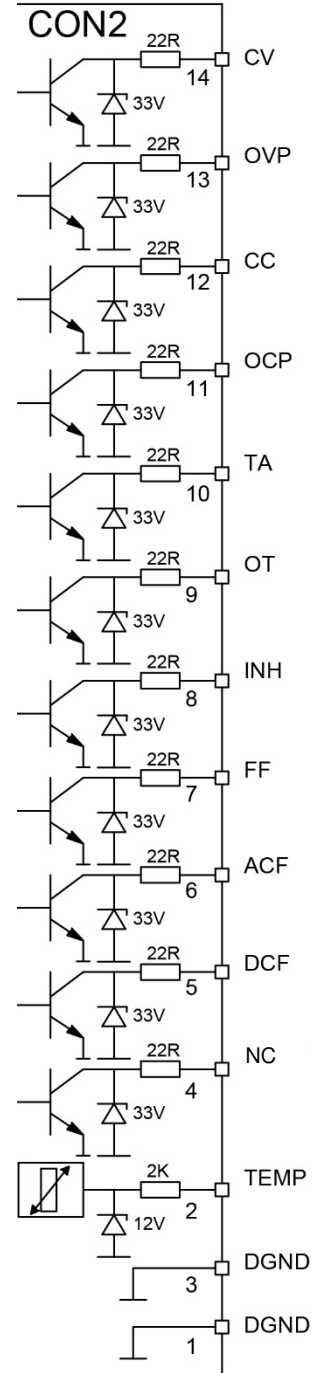 CON2
22R
CV
14
33V
22R
OVP
13
33V
22R
CC
12
33V
22R
OCP
11
33V
22R
TA
10
33V
22R
OT
9
33V
22R
INH
8
33V
22R
FF
7
33V
22R
ACF
6
33V
22R
DCF
5
33V
22R
NC
4
33V
2K
TEMP
2
12V
DGND
3
DGND
1